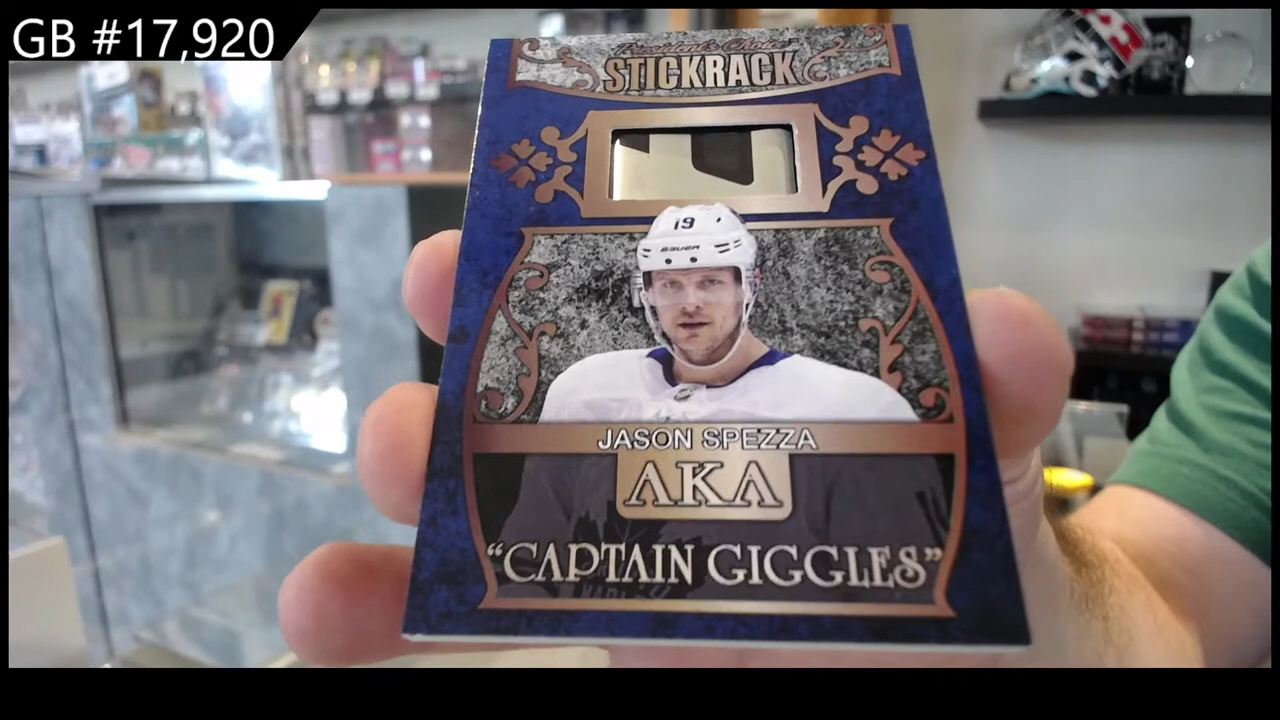 GB #17,920
President's Choice
STICKRACK
19
BAUER
JASON SPEZZA
AKA
“CAPTAIN GIGGLES”